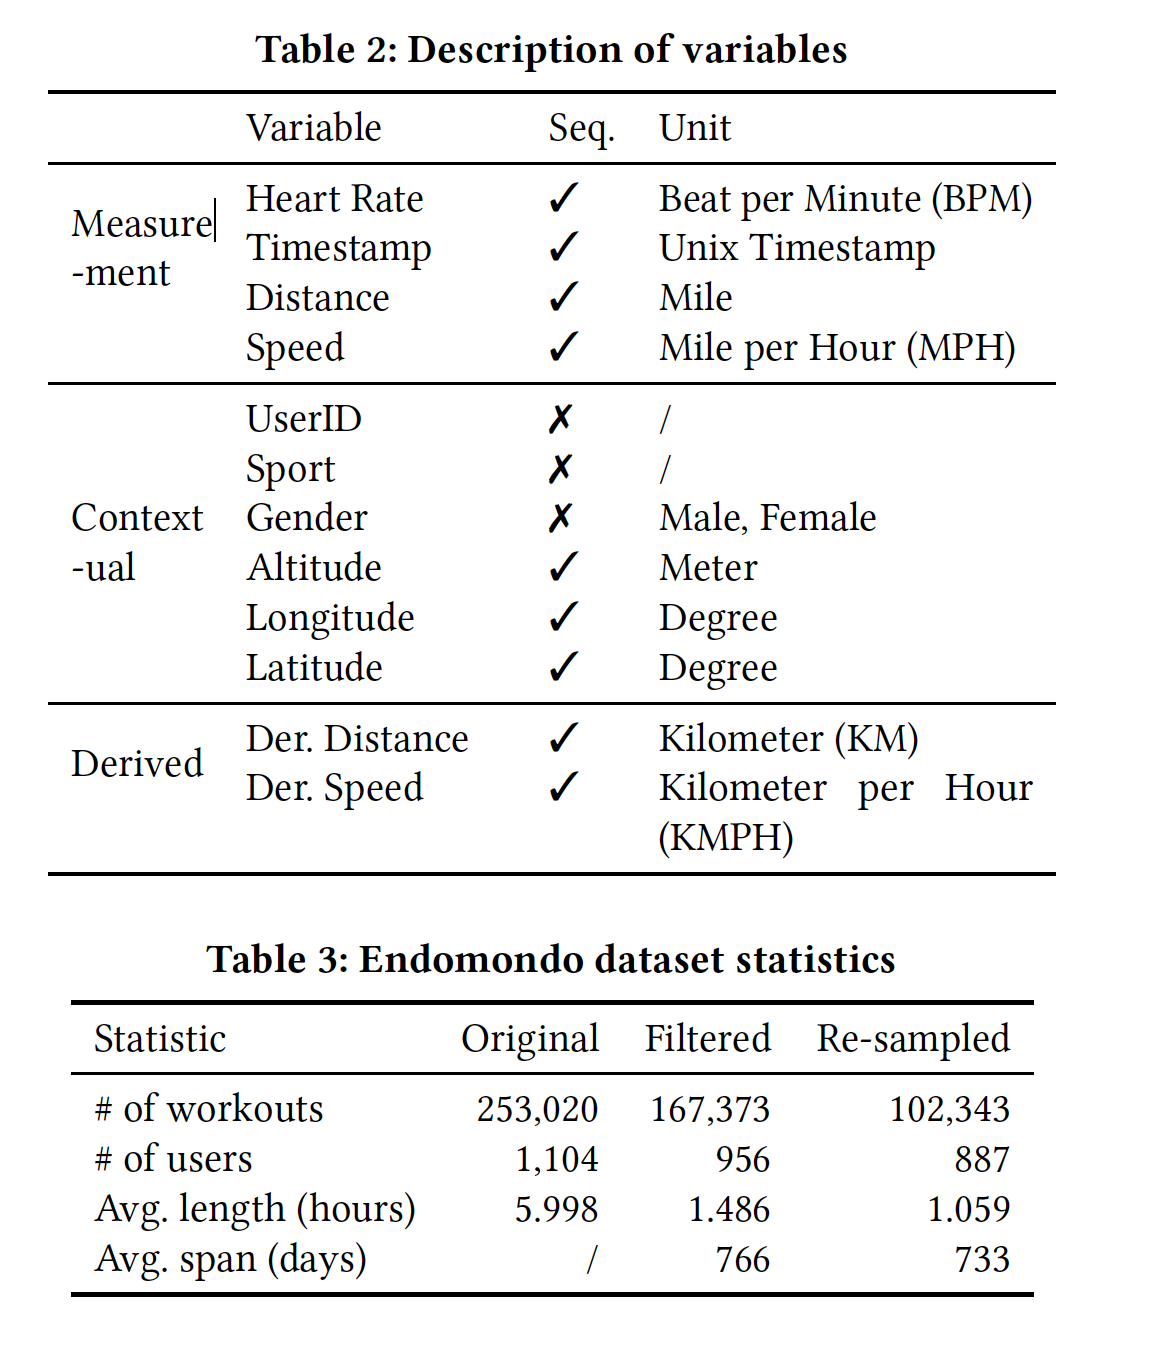 Table 2: Description of variables
Variable Seq. Unit
Measure
-ment
Heart Rate ✓ Beat per Minute (BPM)
Timestamp ✓ Unix Timestamp
Distance ✓ Mile
Speed ✓ Mile per Hour (MPH)
Context
-ual
UserID ✗ /
Sport ✗ /
Gender ✗ Male, Female
Altitude ✓ Meter
Longitude ✓ Degree
Latitude ✓ Degree
Derived
Der. Distance ✓ Kilometer (KM)
Der. Speed ✓ Kilometer per Hour
(KMPH)
Table 3: Endomondo dataset statistics
Statistic Original Filtered Re-sampled
# of workouts 253,020 167,373 102,343
# of users 1,104 956 887
Avg. length (hours) 5.998 1.486 1.059
Avg. span (days) / 766 733